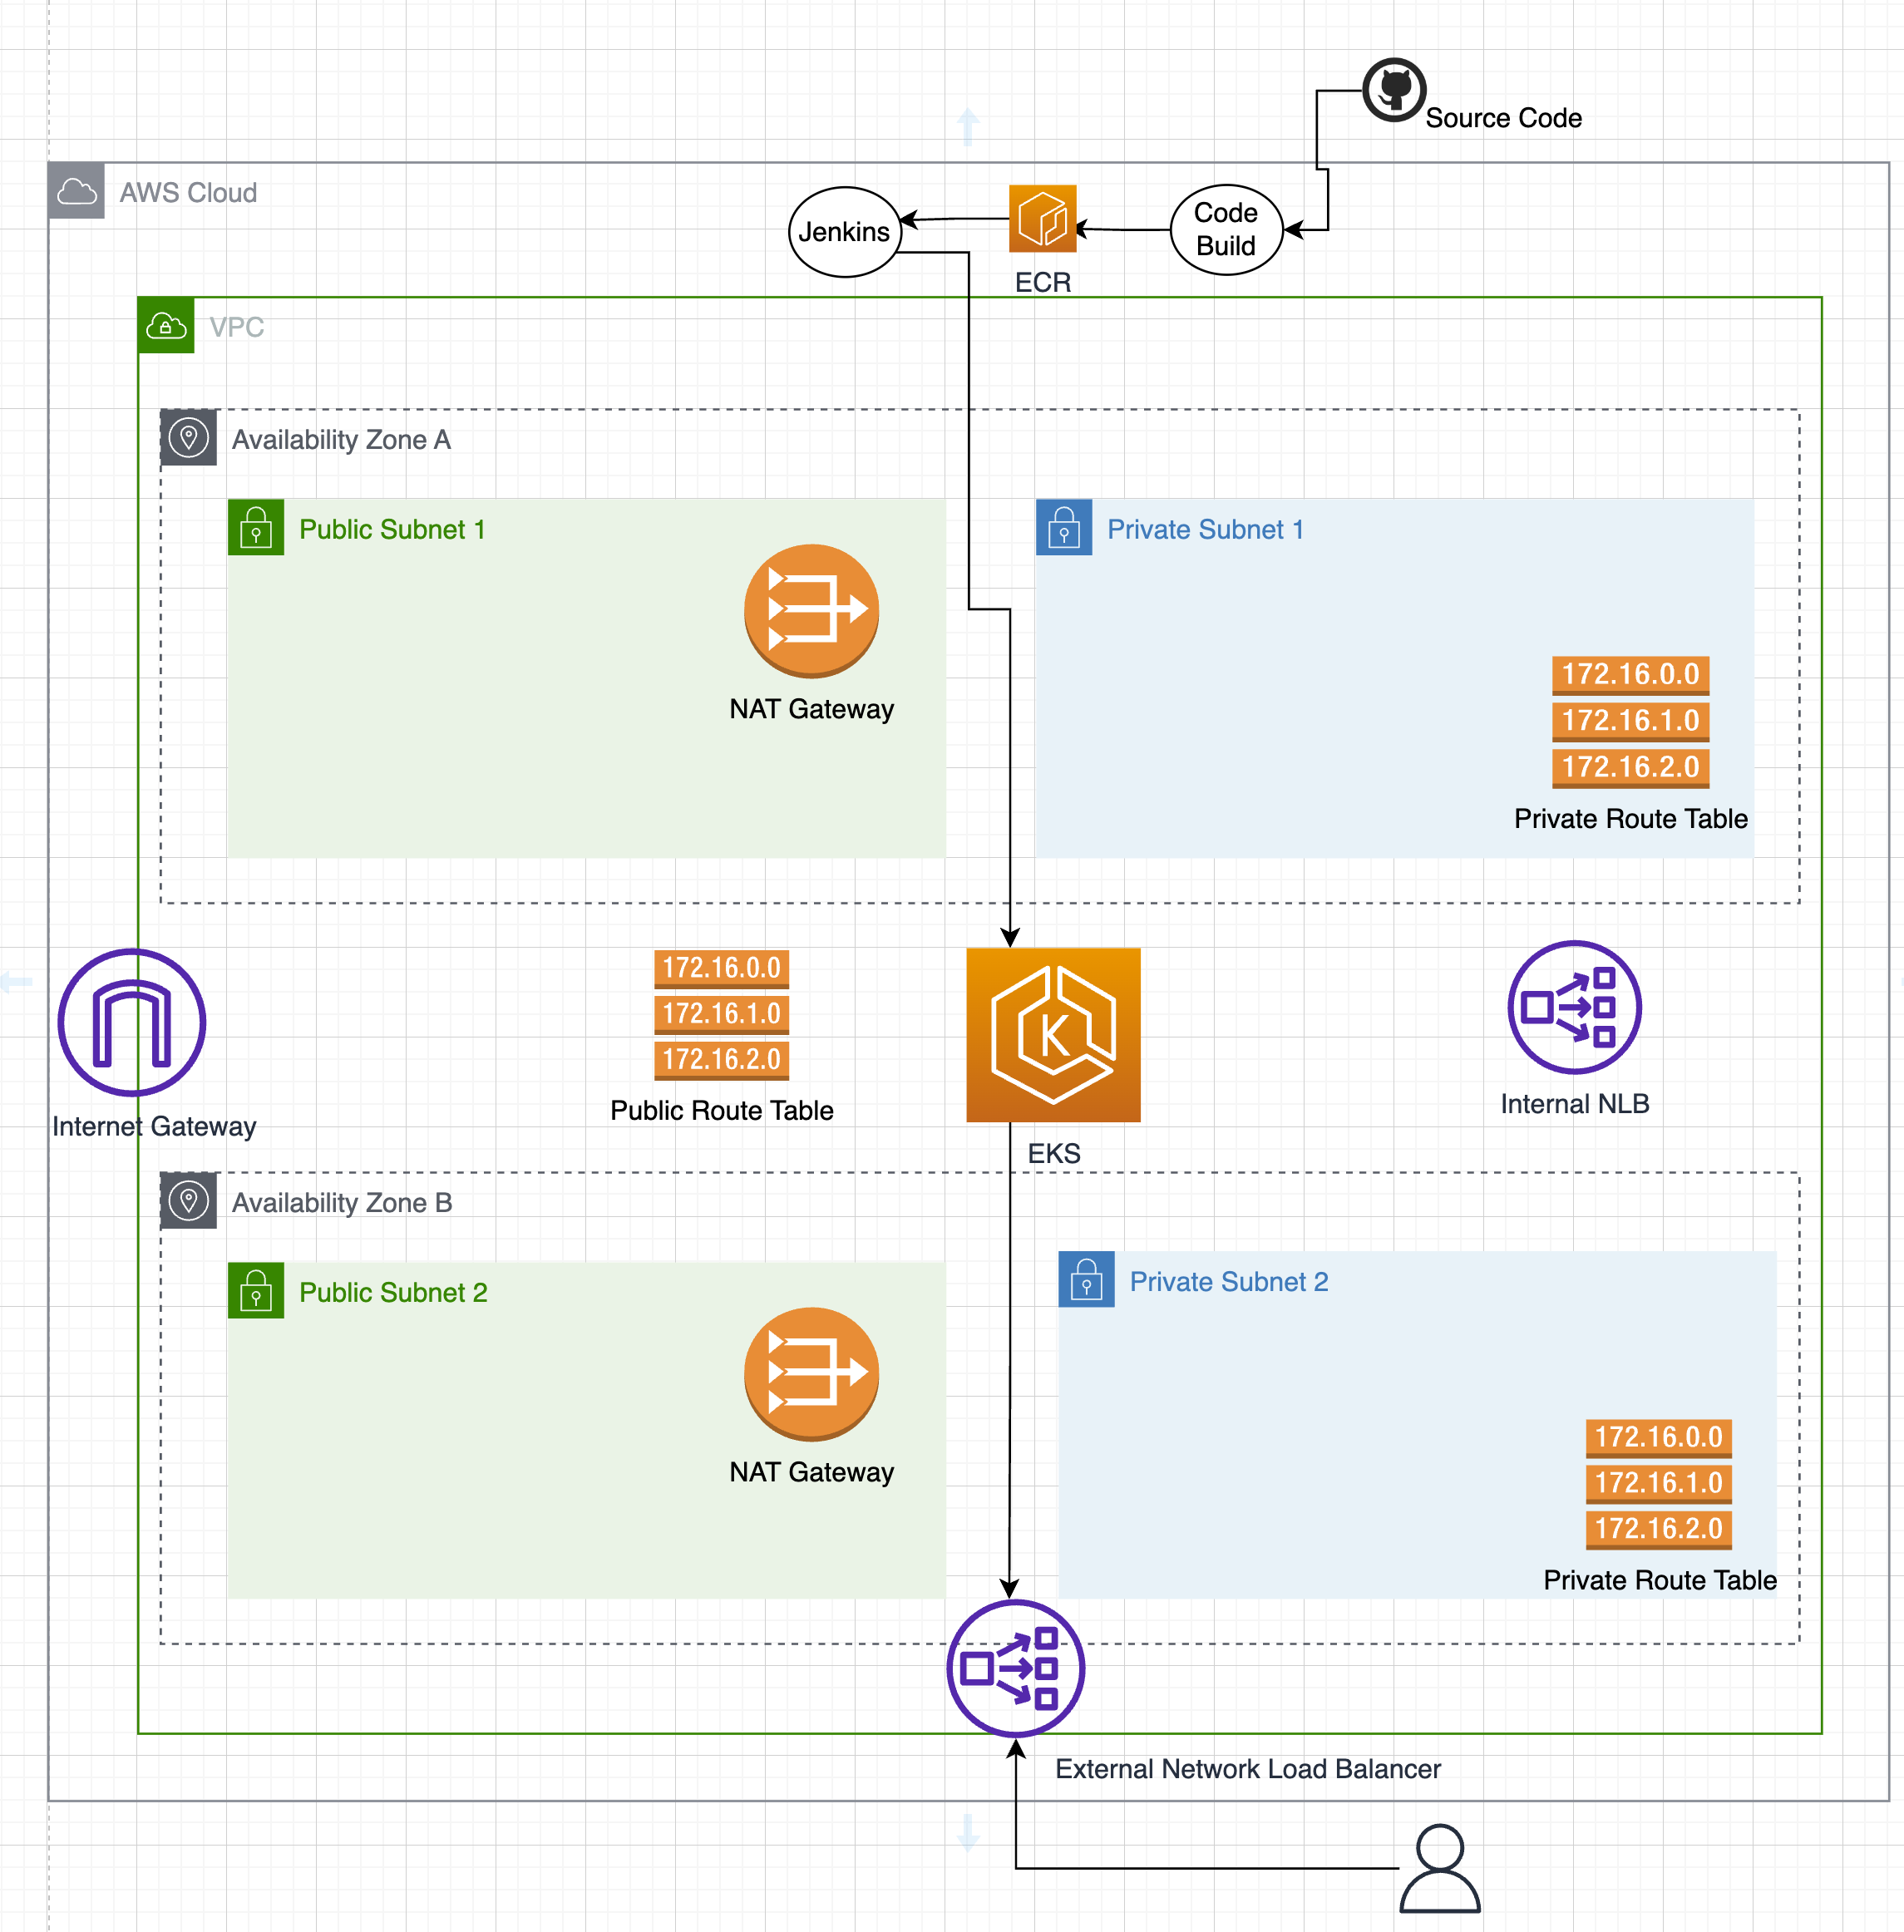 Source Code
AWS Cloud
Jenkins
ECR
Code
Build
VPC
Availability Zone A
Public Subnet 1
NAT Gateway
Private Subnet 1
172.16.0.0
172.16.1.0
172.16.2.0
Private Route Table
Internet Gateway
172.16.0.0
172.16.1.0
172.16.2.0
Public Route Table
K
EKS
Internal NLB
Availability Zone B
Public Subnet 2
NAT Gateway
Private Subnet 2
172.16.0.0
172.16.1.0
172.16.2.0
Private Route Table
External Network Load Balancer